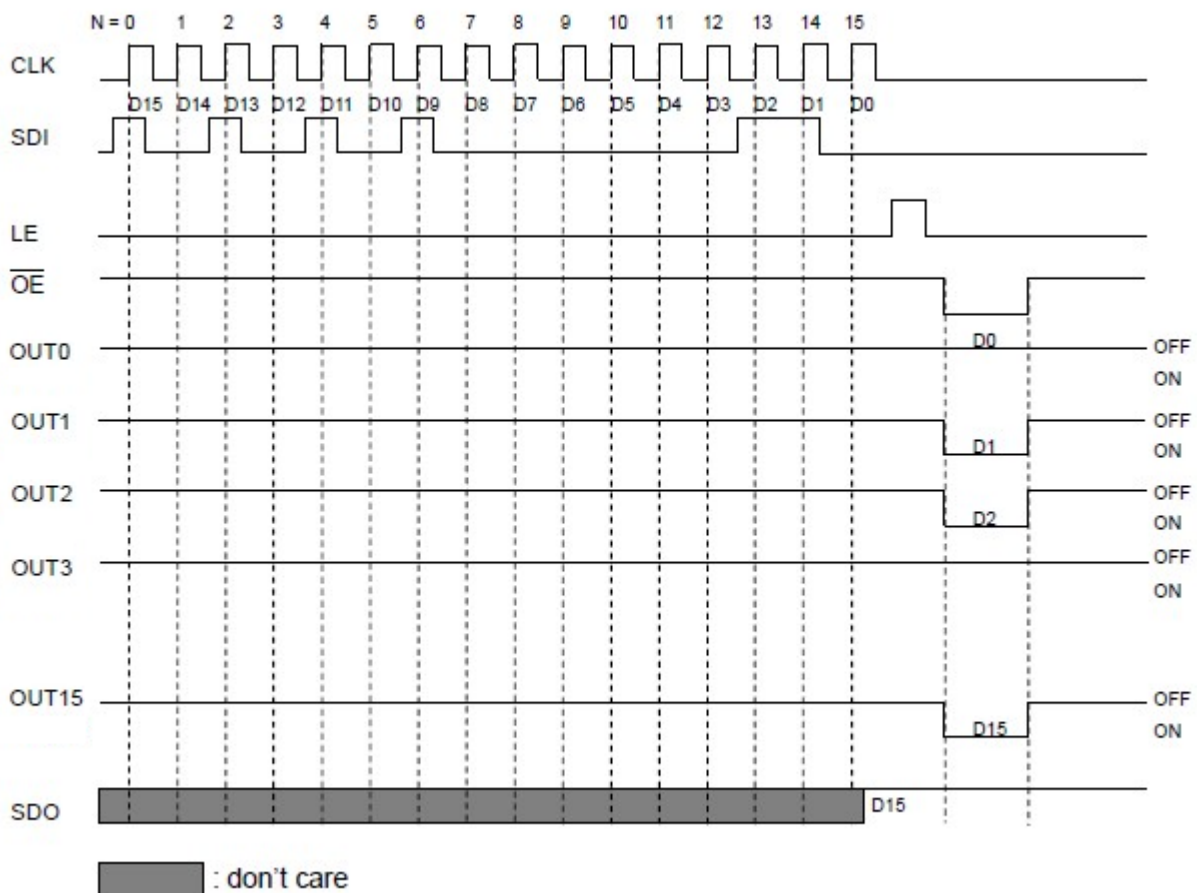 N = 0 1 2 3 4 5 6 7 8 9 10 11 12 13 14 15
CLK
D15 D14 D13 D12 D11 D10 D9 D8 D7 D6 D5 D4 D3 D2 D1 D0
SDI
LE
OE
D0
OUT0 OFF
ON
OUT1 OFF
D1 ON
OUT2 OFF
D2 ON
OUT3 OFF
ON
OUT15 OFF
D15 ON
SDO D15
: don't care